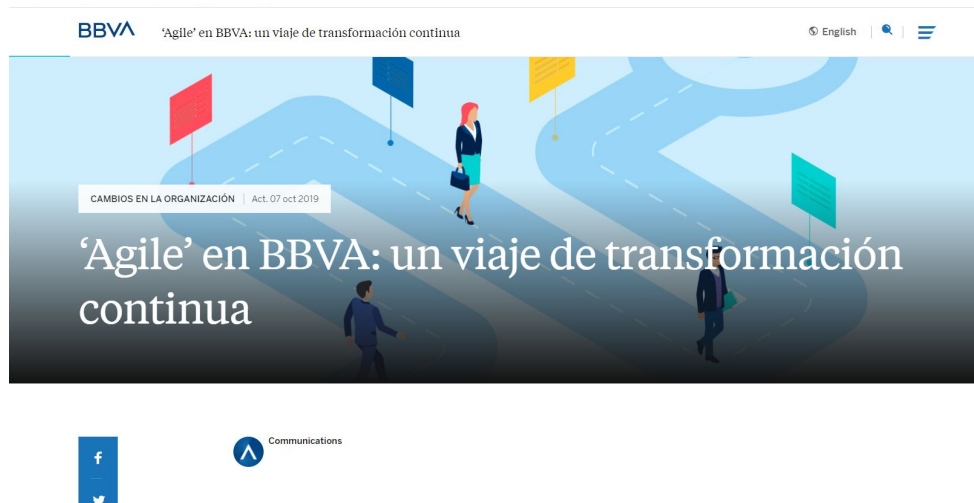 BBVA
‘Agile’ en BBVA: un viaje de transformación continua
English
CAMBIOS EN LA ORGANIZACIÓN | Act. 07 oct 2019
‘Agile’ en BBVA: un viaje de transformación
continua
Communications